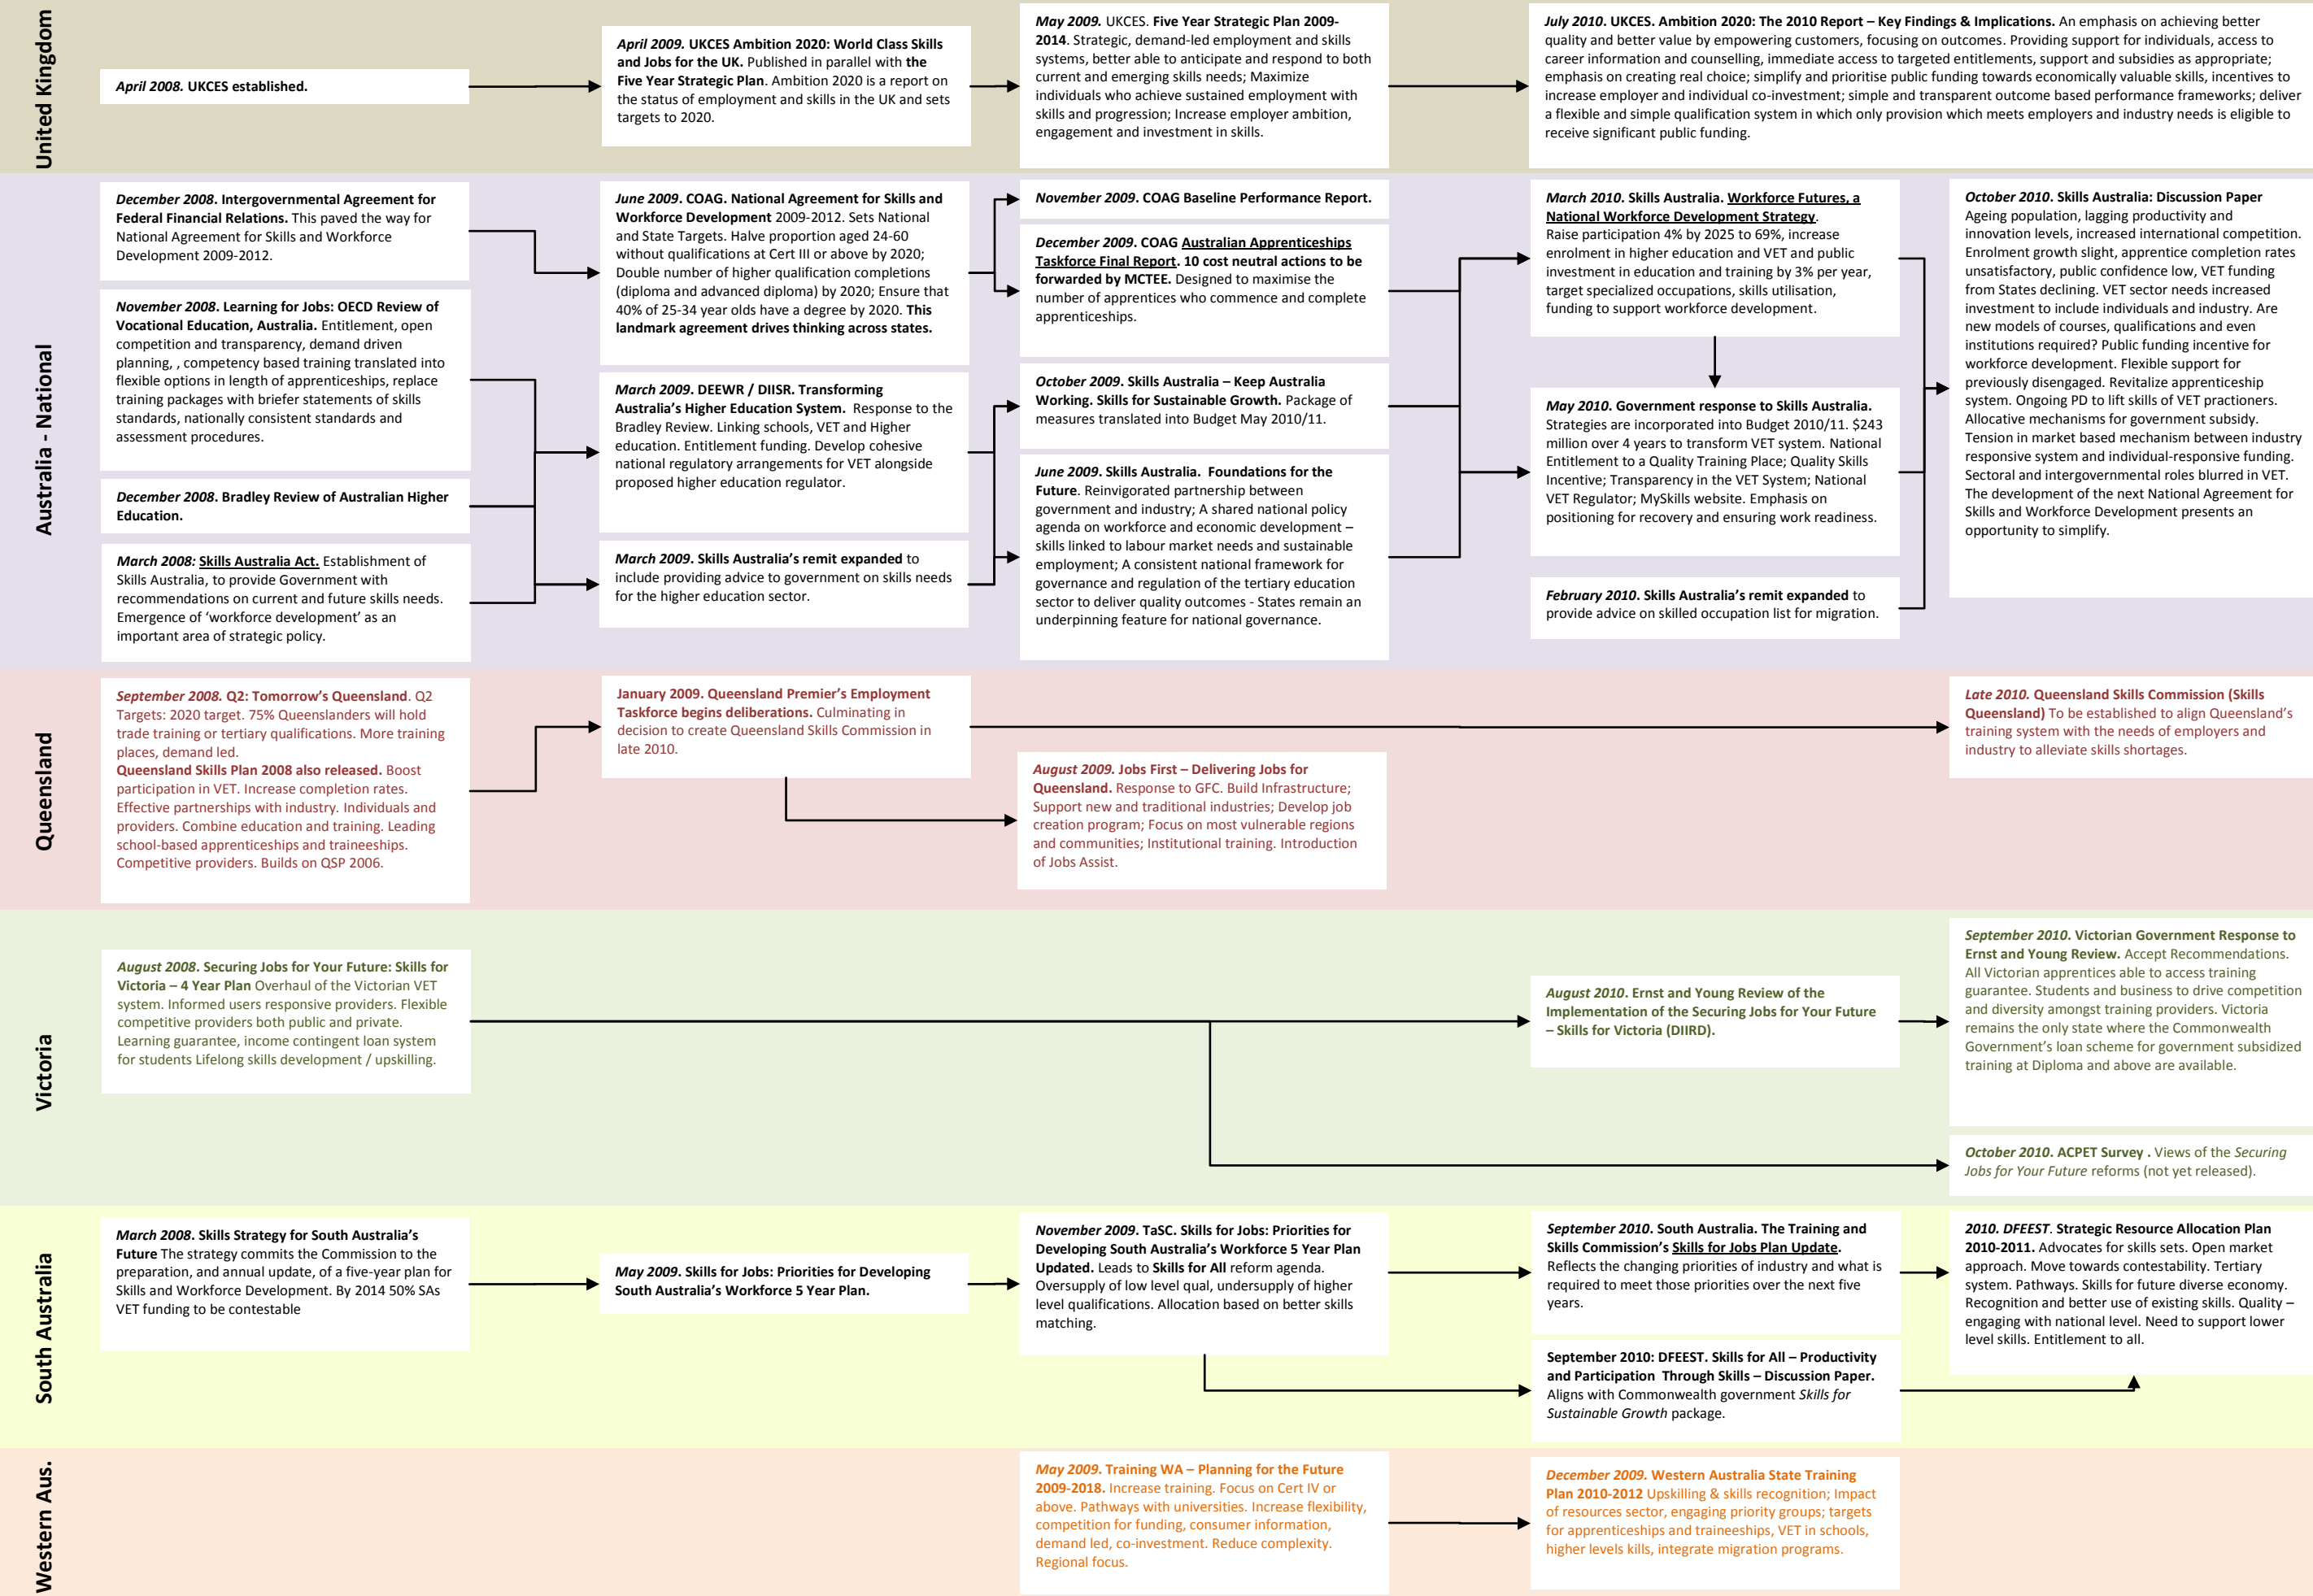 United Kingdom
April 2008. UKCES established.
April 2009. UKCES Ambition 2020: World Class Skills
and Jobs for the UK. Published in parallel with the
Five Year Strategic Plan. Ambition 2020 is a report on
the status of employment and skills in the UK and sets
targets to 2020.
May 2009. UKCES. Five Year Strategic Plan 2009-
2014. Strategic, demand-led employment and skills
systems, better able to anticipate and respond to both
current and emerging skills needs; Maximize
individuals who achieve sustained employment with
skills and progression; Increase employer ambition,
engagement and investment in skills.
July 2010. UKCES. Ambition 2020: The 2010 Report – Key Findings & Implications. An emphasis on achieving better
quality and better value by empowering customers, focusing on outcomes. Providing support for individuals, access to
career information and counselling, immediate access to targeted entitlements, support and subsidies as appropriate;
emphasis on creating real choice; simplify and prioritise public funding towards economically valuable skills, incentives to
increase employer and individual co-investment; simple and transparent outcome based performance frameworks; deliver
a flexible and simple qualification system in which only provision which meets employers and industry needs is eligible to
receive significant public funding.
Australia - National
December 2008. Intergovernmental Agreement for
Federal Financial Relations. This paved the way for
National Agreement for Skills and Workforce
Development 2009-2012.
November 2008. Learning for Jobs: OECD Review of
Vocational Education, Australia. Entitlement, open
competition and transparency, demand driven
planning, , competency based training translated into
flexible options in length of apprenticeships, replace
training packages with briefer statements of skills
standards, nationally consistent standards and
assessment procedures.
December 2008. Bradley Review of Australian Higher
Education.
March 2008: Skills Australia Act. Establishment of
Skills Australia, to provide Government with
recommendations on current and future skills needs.
Emergence of ‘workforce development’ as an
important area of strategic policy.
June 2009. COAG. National Agreement for Skills and
Workforce Development 2009-2012. Sets National
and State Targets. Halve proportion aged 24-60
without qualifications at Cert III or above by 2020;
Double number of higher qualification completions
(diploma and advanced diploma) by 2020; Ensure that
40% of 25-34 year olds have a degree by 2020. This
landmark agreement drives thinking across states.
March 2009. DEEWR / DIISR. Transforming
Australia’s Higher Education System. Response to the
Bradley Review. Linking schools, VET and Higher
education. Entitlement funding. Develop cohesive
national regulatory arrangements for VET alongside
proposed higher education regulator.
March 2009. Skills Australia’s remit expanded to
include providing advice to government on skills needs
for the higher education sector.
November 2009. COAG Baseline Performance Report.
December 2009. COAG Australian Apprenticeships
Taskforce Final Report. 10 cost neutral actions to be
forwarded by MCTEE. Designed to maximise the
number of apprentices who commence and complete
apprenticeships.
October 2009. Skills Australia – Keep Australia
Working. Skills for Sustainable Growth. Package of
measures translated into Budget May 2010/11.
June 2009. Skills Australia. Foundations for the
Future. Reinvigorated partnership between
government and industry; A shared national policy
agenda on workforce and economic development –
skills linked to labour market needs and sustainable
employment; A consistent national framework for
governance and regulation of the tertiary education
sector to deliver quality outcomes - States remain an
underpinning feature for national governance.
March 2010. Skills Australia. Workforce Futures, a
National Workforce Development Strategy.
Raise participation 4% by 2025 to 69%, increase
enrolment in higher education and VET and public
investment in education and training by 3% per year,
target specialized occupations, skills utilisation,
funding to support workforce development.
May 2010. Government response to Skills Australia.
Strategies are incorporated into Budget 2010/11. $243
million over 4 years to transform VET system. National
Entitlement to a Quality Training Place; Quality Skills
Incentive; Transparency in the VET System; National
VET Regulator; MySkills website. Emphasis on
positioning for recovery and ensuring work readiness.
February 2010. Skills Australia’s remit expanded to
provide advice on skilled occupation list for migration.
October 2010. Skills Australia: Discussion Paper
Ageing population, lagging productivity and
innovation levels, increased international competition.
Enrolment growth slight, apprentice completion rates
unsatisfactory, public confidence low, VET funding
from States declining. VET sector needs increased
investment to include individuals and industry. Are
new models of courses, qualifications and even
institutions required? Public funding incentive for
workforce development. Flexible support for
previously disengaged. Revitalize apprenticeship
system. Ongoing PD to lift skills of VET practioners.
Allocative mechanisms for government subsidy.
Tension in market based mechanism between industry
responsive system and individual-responsive funding.
Sectoral and intergovernmental roles blurred in VET.
The development of the next National Agreement for
Skills and Workforce Development presents an
opportunity to simplify.
Queensland
September 2008. Q2: Tomorrow’s Queensland. Q2
Targets: 2020 target. 75% Queenslanders will hold
trade training or tertiary qualifications. More training
places, demand led.
Queensland Skills Plan 2008 also released. Boost
participation in VET. Increase completion rates.
Effective partnerships with industry. Individuals and
providers. Combine education and training. Leading
school-based apprenticeships and traineeships.
Competitive providers. Builds on QSP 2006.
January 2009. Queensland Premier’s Employment
Taskforce begins deliberations. Culminating in
decision to create Queensland Skills Commission in
late 2010.
August 2009. Jobs First – Delivering Jobs for
Queensland. Response to GFC. Build Infrastructure;
Support new and traditional industries; Develop job
creation program; Focus on most vulnerable regions
and communities; Institutional training. Introduction
of Jobs Assist.
Late 2010. Queensland Skills Commission (Skills
Queensland) To be established to align Queensland’s
training system with the needs of employers and
industry to alleviate skills shortages.
Victoria
August 2008. Securing Jobs for Your Future: Skills for
Victoria – 4 Year Plan Overhaul of the Victorian VET
system. Informed users responsive providers. Flexible
competitive providers both public and private.
Learning guarantee, income contingent loan system
for students Lifelong skills development / upskilling.
August 2010. Ernst and Young Review of the
Implementation of the Securing Jobs for Your Future
– Skills for Victoria (DIIRD).
September 2010. Victorian Government Response to
Ernst and Young Review. Accept Recommendations.
All Victorian apprentices able to access training
guarantee. Students and business to drive competition
and diversity amongst training providers. Victoria
remains the only state where the Commonwealth
Government’s loan scheme for government subsidized
training at Diploma and above are available.
October 2010. ACPET Survey . Views of the Securing
Jobs for Your Future reforms (not yet released).
South Australia
March 2008. Skills Strategy for South Australia’s
Future The strategy commits the Commission to the
preparation, and annual update, of a five-year plan for
Skills and Workforce Development. By 2014 50% SAs
VET funding to be contestable
May 2009. Skills for Jobs: Priorities for Developing
South Australia’s Workforce 5 Year Plan.
November 2009. TaSC. Skills for Jobs: Priorities for
Developing South Australia’s Workforce 5 Year Plan
Updated. Leads to Skills for All reform agenda.
Oversupply of low level qual, undersupply of higher
level qualifications. Allocation based on better skills
matching.
September 2010. South Australia. The Training and
Skills Commission’s Skills for Jobs Plan Update.
Reflects the changing priorities of industry and what is
required to meet those priorities over the next five
years.
September 2010: DFEEST. Skills for All – Productivity
and Participation Through Skills – Discussion Paper.
Aligns with Commonwealth government Skills for
Sustainable Growth package.
2010. DFEEST. Strategic Resource Allocation Plan
2010-2011. Advocates for skills sets. Open market
approach. Move towards contestability. Tertiary
system. Pathways. Skills for future diverse economy.
Recognition and better use of existing skills. Quality –
engaging with national level. Need to support lower
level skills. Entitlement to all.
Western Aus.
May 2009. Training WA – Planning for the Future
2009-2018. Increase training. Focus on Cert IV or
above. Pathways with universities. Increase flexibility,
competition for funding, consumer information,
demand led, co-investment. Reduce complexity.
Regional focus.
December 2009. Western Australia State Training
Plan 2010-2012 Upskilling & skills recognition; Impact
of resources sector, engaging priority groups; targets
for apprenticeships and traineeships, VET in schools,
higher levels kills, integrate migration programs.